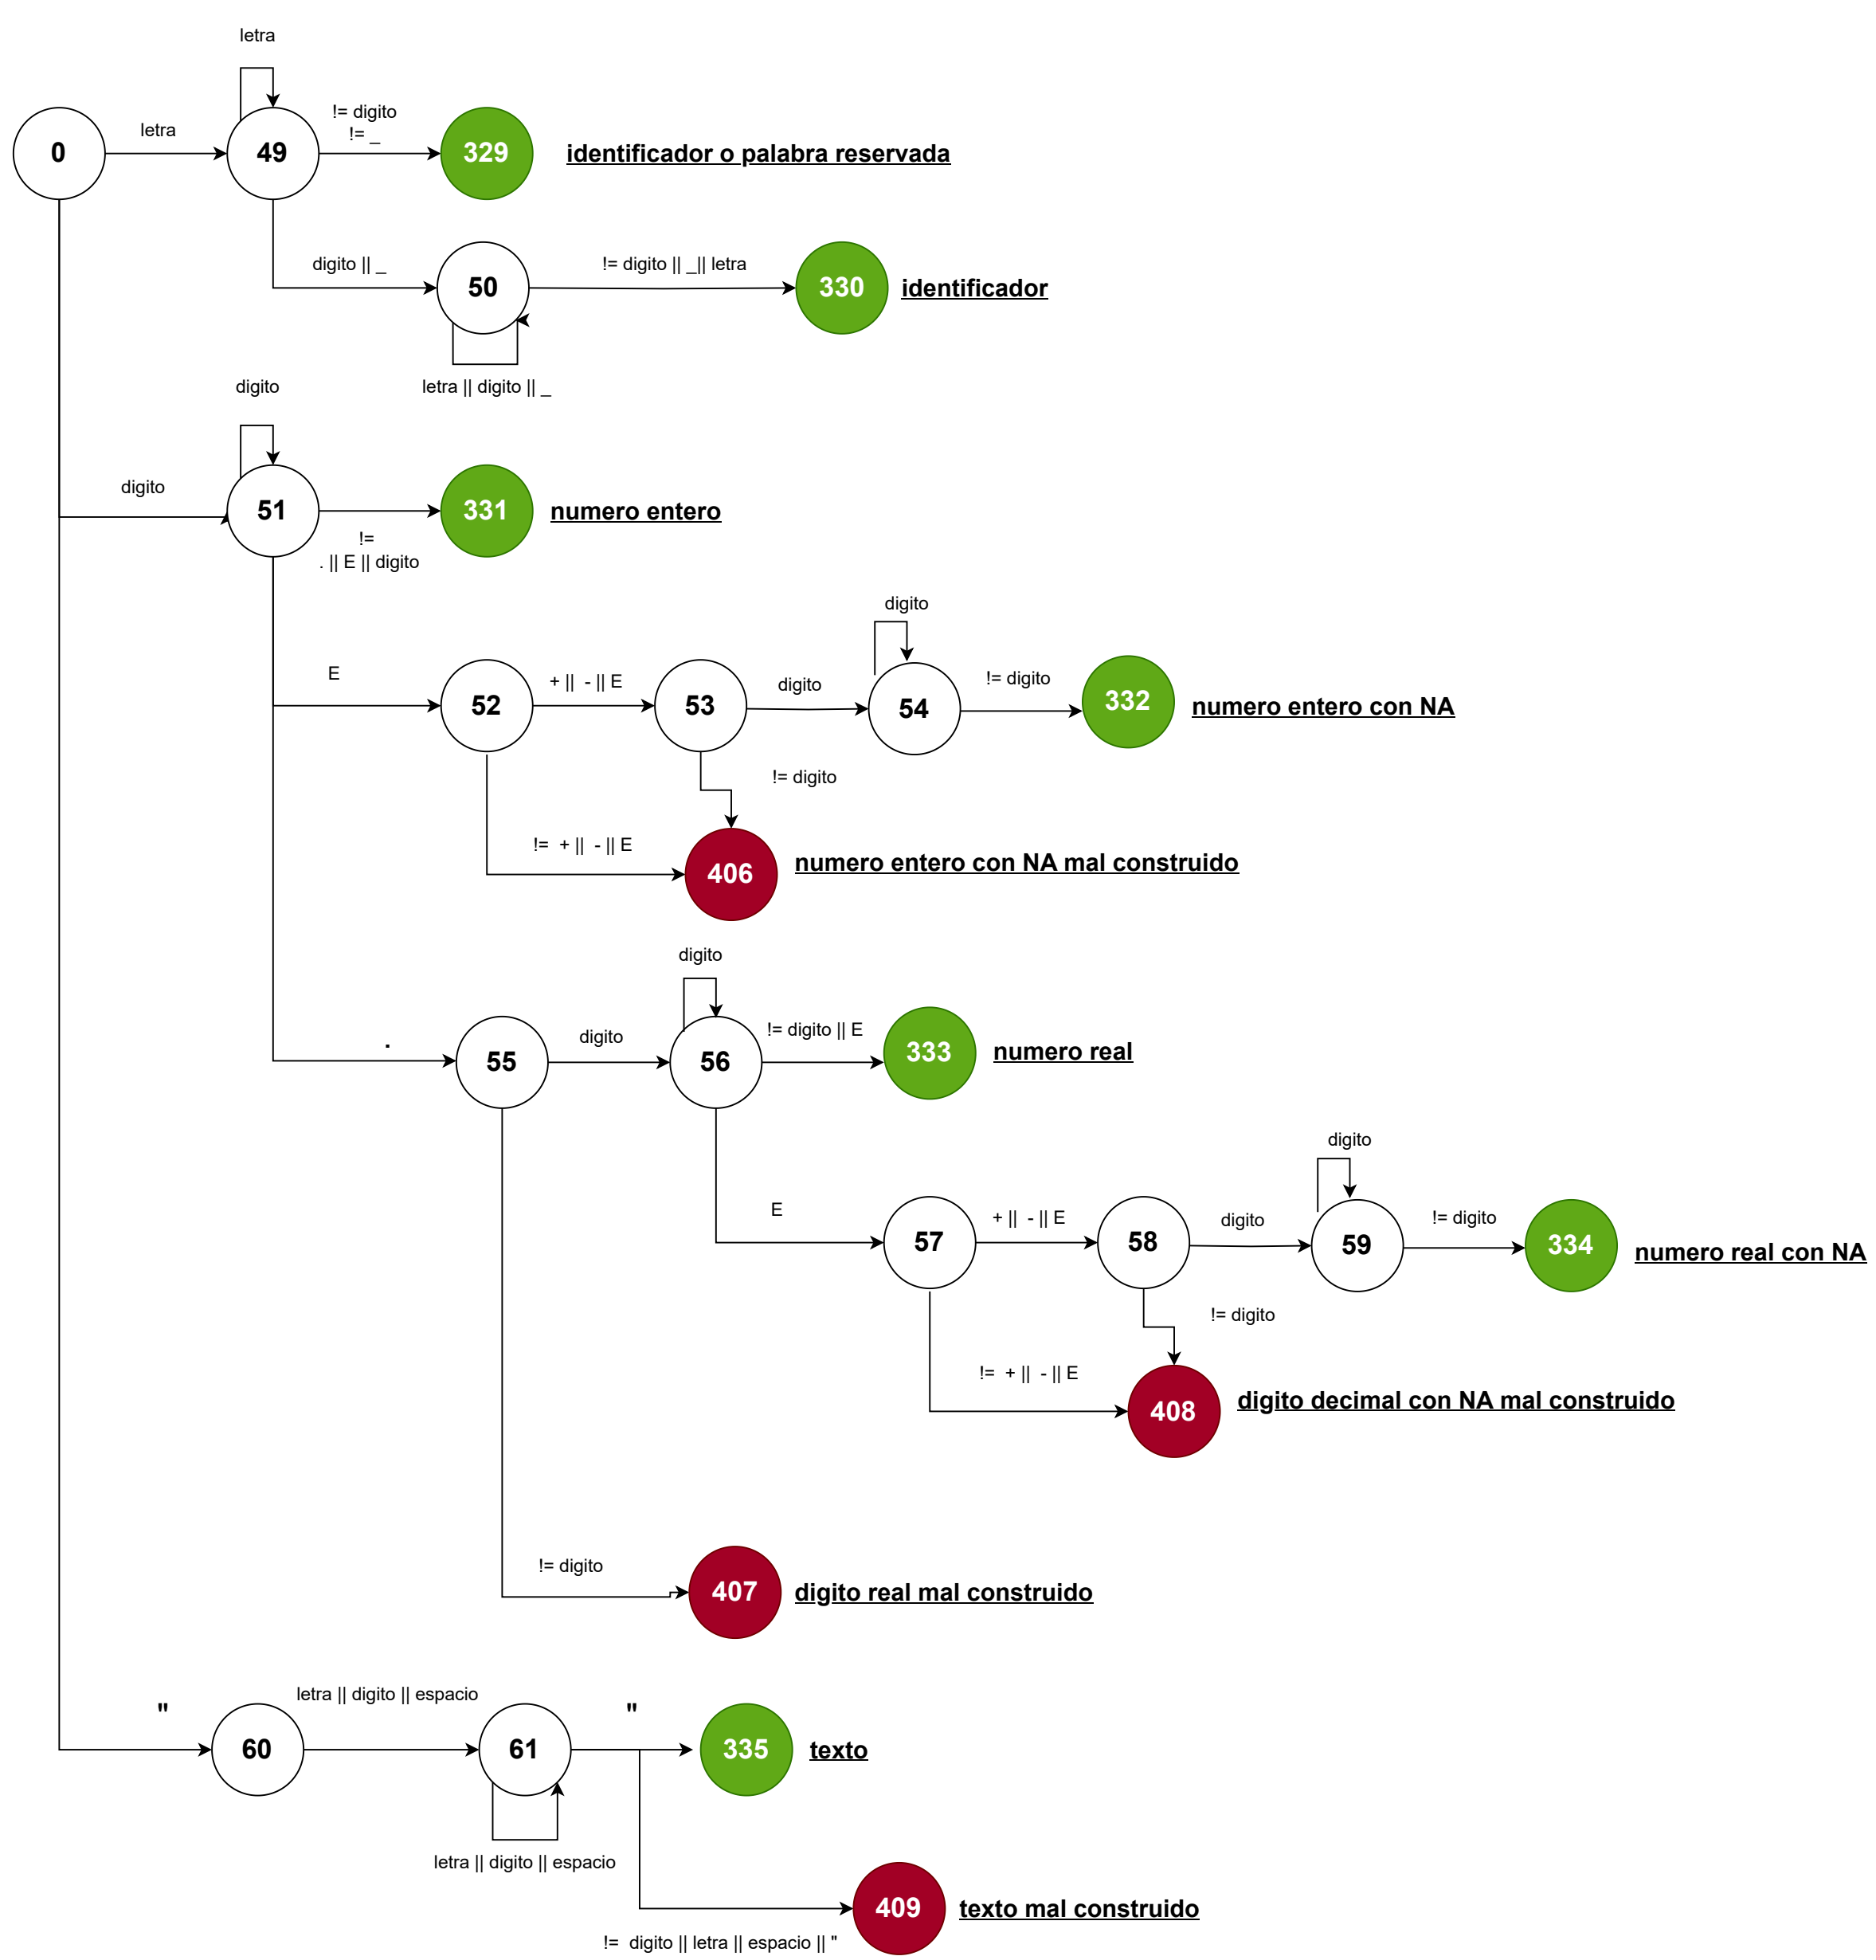 letra
!= digito
!= _
letra
0
49
329
identificador o palabra reservada
digito || _
!= digito || _|| letra
50
330
identificador
letra || digito || _
digito
digito
51
331
numero entero
!=
. || E || digito
digito
E
+ ||  - || E
digito
!= digito
52
53
54
332
numero entero con NA
!= digito
!=  + ||  - || E
406
numero entero con NA mal construido
digito
.
digito
!= digito || E
55
56
333
numero real
digito
E
+ ||  - || E
digito
!= digito
57
58
59
334
numero real con NA
!= digito
!=  + ||  - || E
408
digito decimal con NA mal construido
!= digito
407
digito real mal construido
"
letra || digito || espacio
"
60
61
335
texto
letra || digito || espacio
409
texto mal construido
!=  digito || letra || espacio || "